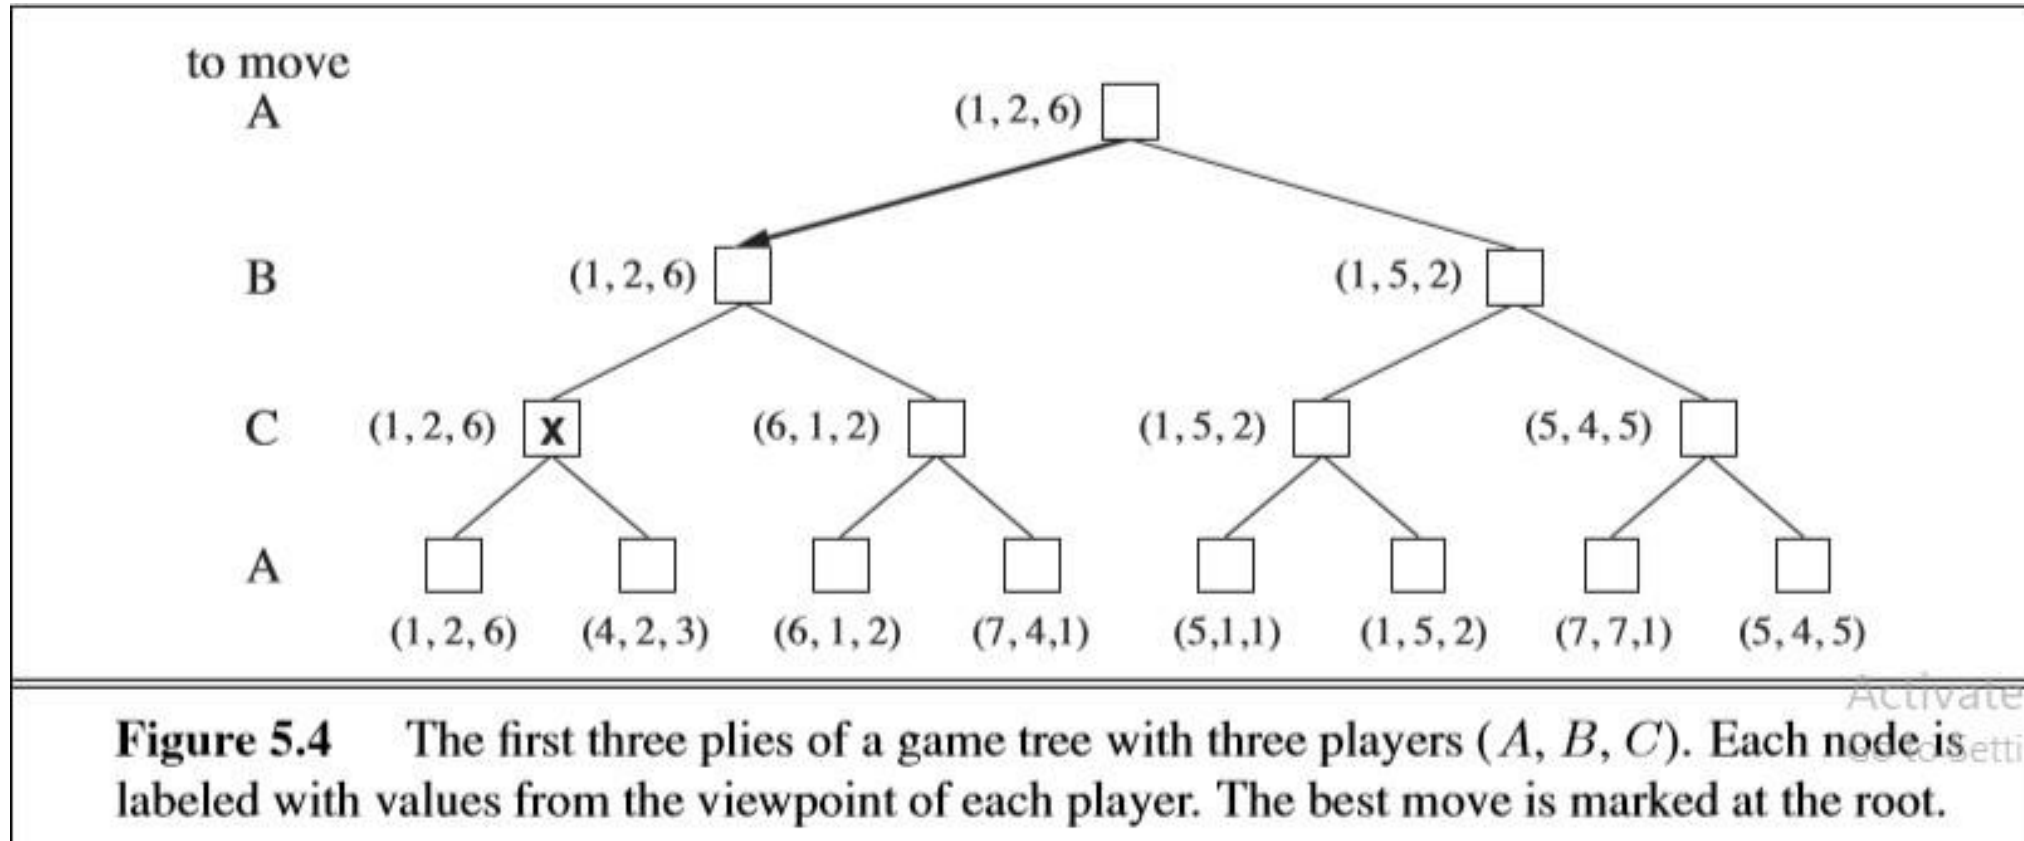 to move
A (1, 2, 6)
B (1, 2, 6) (1, 5, 2)
C (1, 2, 6) X (6, 1, 2) (1, 5, 2) (5, 4, 5)
A
(1, 2, 6) (4, 2, 3) (6, 1, 2) (7, 4,1) (5,1,1) (1, 5, 2) (7, 7,1) (5, 4, 5)
Activate
Figure 5.4 The first three plies of a game tree with three players (A, B, C). Each node is
labeled with values from the viewpoint of each player. The best move is marked at the root.